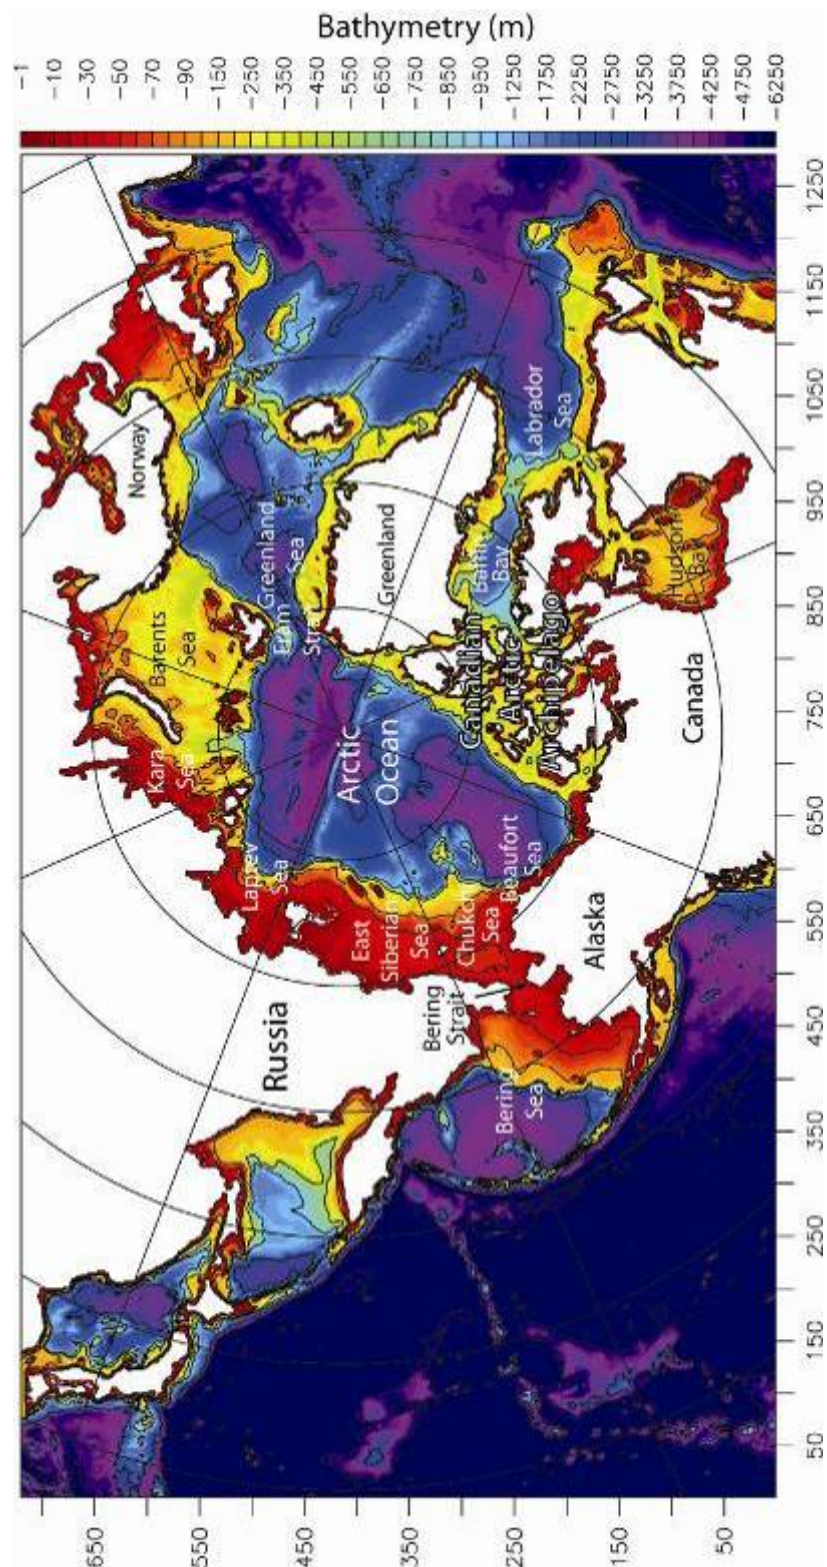 Bathymetry (m)
-1
-10
-30
-50
-70
-90
-150
-250
-350
-450
-550
-750
-850
-950
-1250
-1750
-2250
-2750
-3250
-3750
-4250
-4750
-6250
Norway
Barents
Sea
Kara
Sea
Laptev
Sea
Greenland
Sea
Fram
Strait
Greenland
Labrador
Sea
Baffin
Bay
Hudson
Bay
Canadian
Arctic
Archipelago
Canada
Arctic
Ocean
Beaufort
Sea
East
Siberian
Sea
Chukchi
Sea
Alaska
Bering
Strait
Russia
Bering
Sea
1250
1150
1050
950
850
750
650
550
450
350
250
150
50
650
550
350
250
150
50